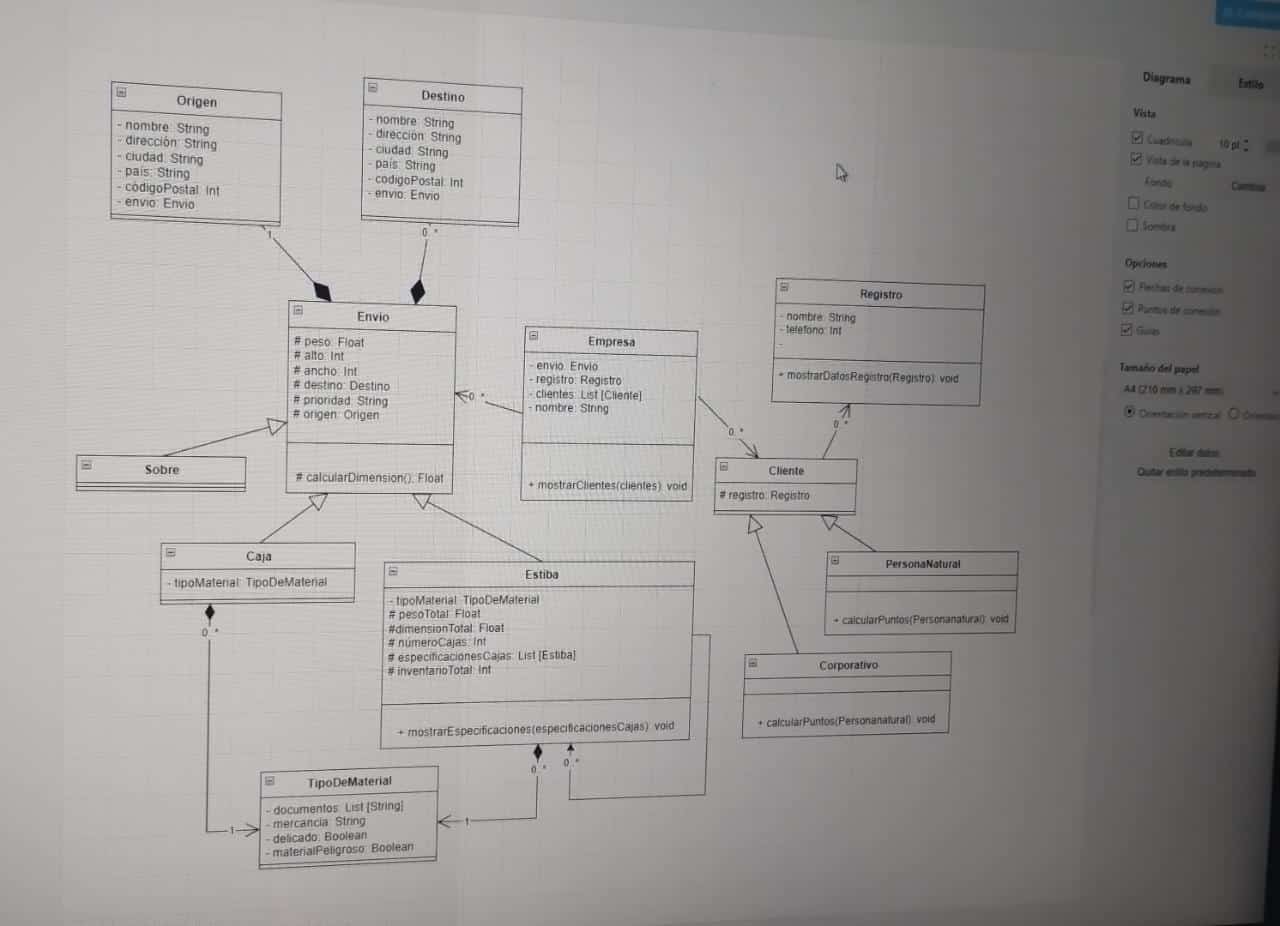 Origen
- nombre: String
- dirección: String
- ciudad: String
- país: String
- códigoPostal: Int
- envio: Envio
Destino
- nombre: String
- dirección: String
- ciudad: String
- país: String
- códigoPostal: Int
- envio: Envio
1
0..*
Envio
# peso: Float
# alto: Int
# ancho: Int
# destino: Destino
# prioridad: String
# origen: Origen
# calcularDimension(): Float
0..*
Empresa
- envio: Envio
- registro: Registro
- clientes: List [Cliente]
- nombre: String
+ mostrarClientes(clientes): void
0..*
Registro
- nombre: String
- telefono: Int
-
+ mostrarDatosRegistro(Registro): void
0..*
Cliente
# registro: Registro
Sobre
Caja
- tipoMaterial: TipoDeMaterial
0..*
Estiba
- tipoMaterial: TipoDeMaterial
# pesoTotal: Float
#dimensionTotal: Float
# númeroCajas: Int
# especificacionesCajas: List [Estiba]
# inventarioTotal: Int
+ mostrarEspecificaciones(especificacionesCajas): void
0..*
0..*
PersonaNatural
+ calcularPuntos(Personanatural): void
Corporativo
+ calcularPuntos(Personanatural): void
TipoDeMaterial
- documentos: List [String]
- mercancia: String
- delicado: Boolean
- materialPeligroso: Boolean
1
1
Diagrama
Estilo
Vista
Cuadrícula
10 pt
Vista de la página
Fondo
Color de fondo
Sombra
Opciones
Flechas de conexión
Puntos de conexión
Guías
Tamaño del papel
A4 (210 mm x 297 mm)
Orientación vertical
Editar datos
Quitar estilo predeterminado